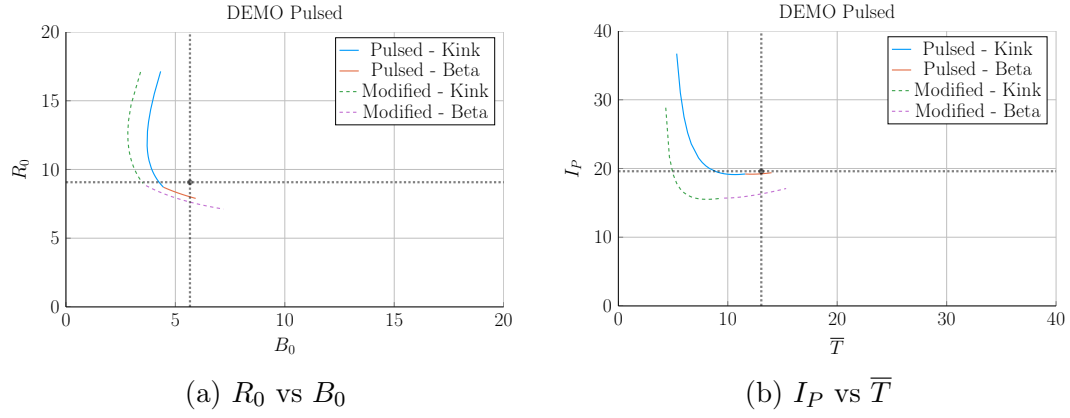 DEMO Pulsed
20
15
10
5
0
R₀
Pulsed - Kink
Pulsed - Beta
Modified - Kink
Modified - Beta
0 5 10 15 20
B₀
(a) R₀ vs B₀
DEMO Pulsed
40
30
20
10
0
I_P
Pulsed - Kink
Pulsed - Beta
Modified - Kink
Modified - Beta
0 10 20 30 40
T̅
(b) I_P vs T̅